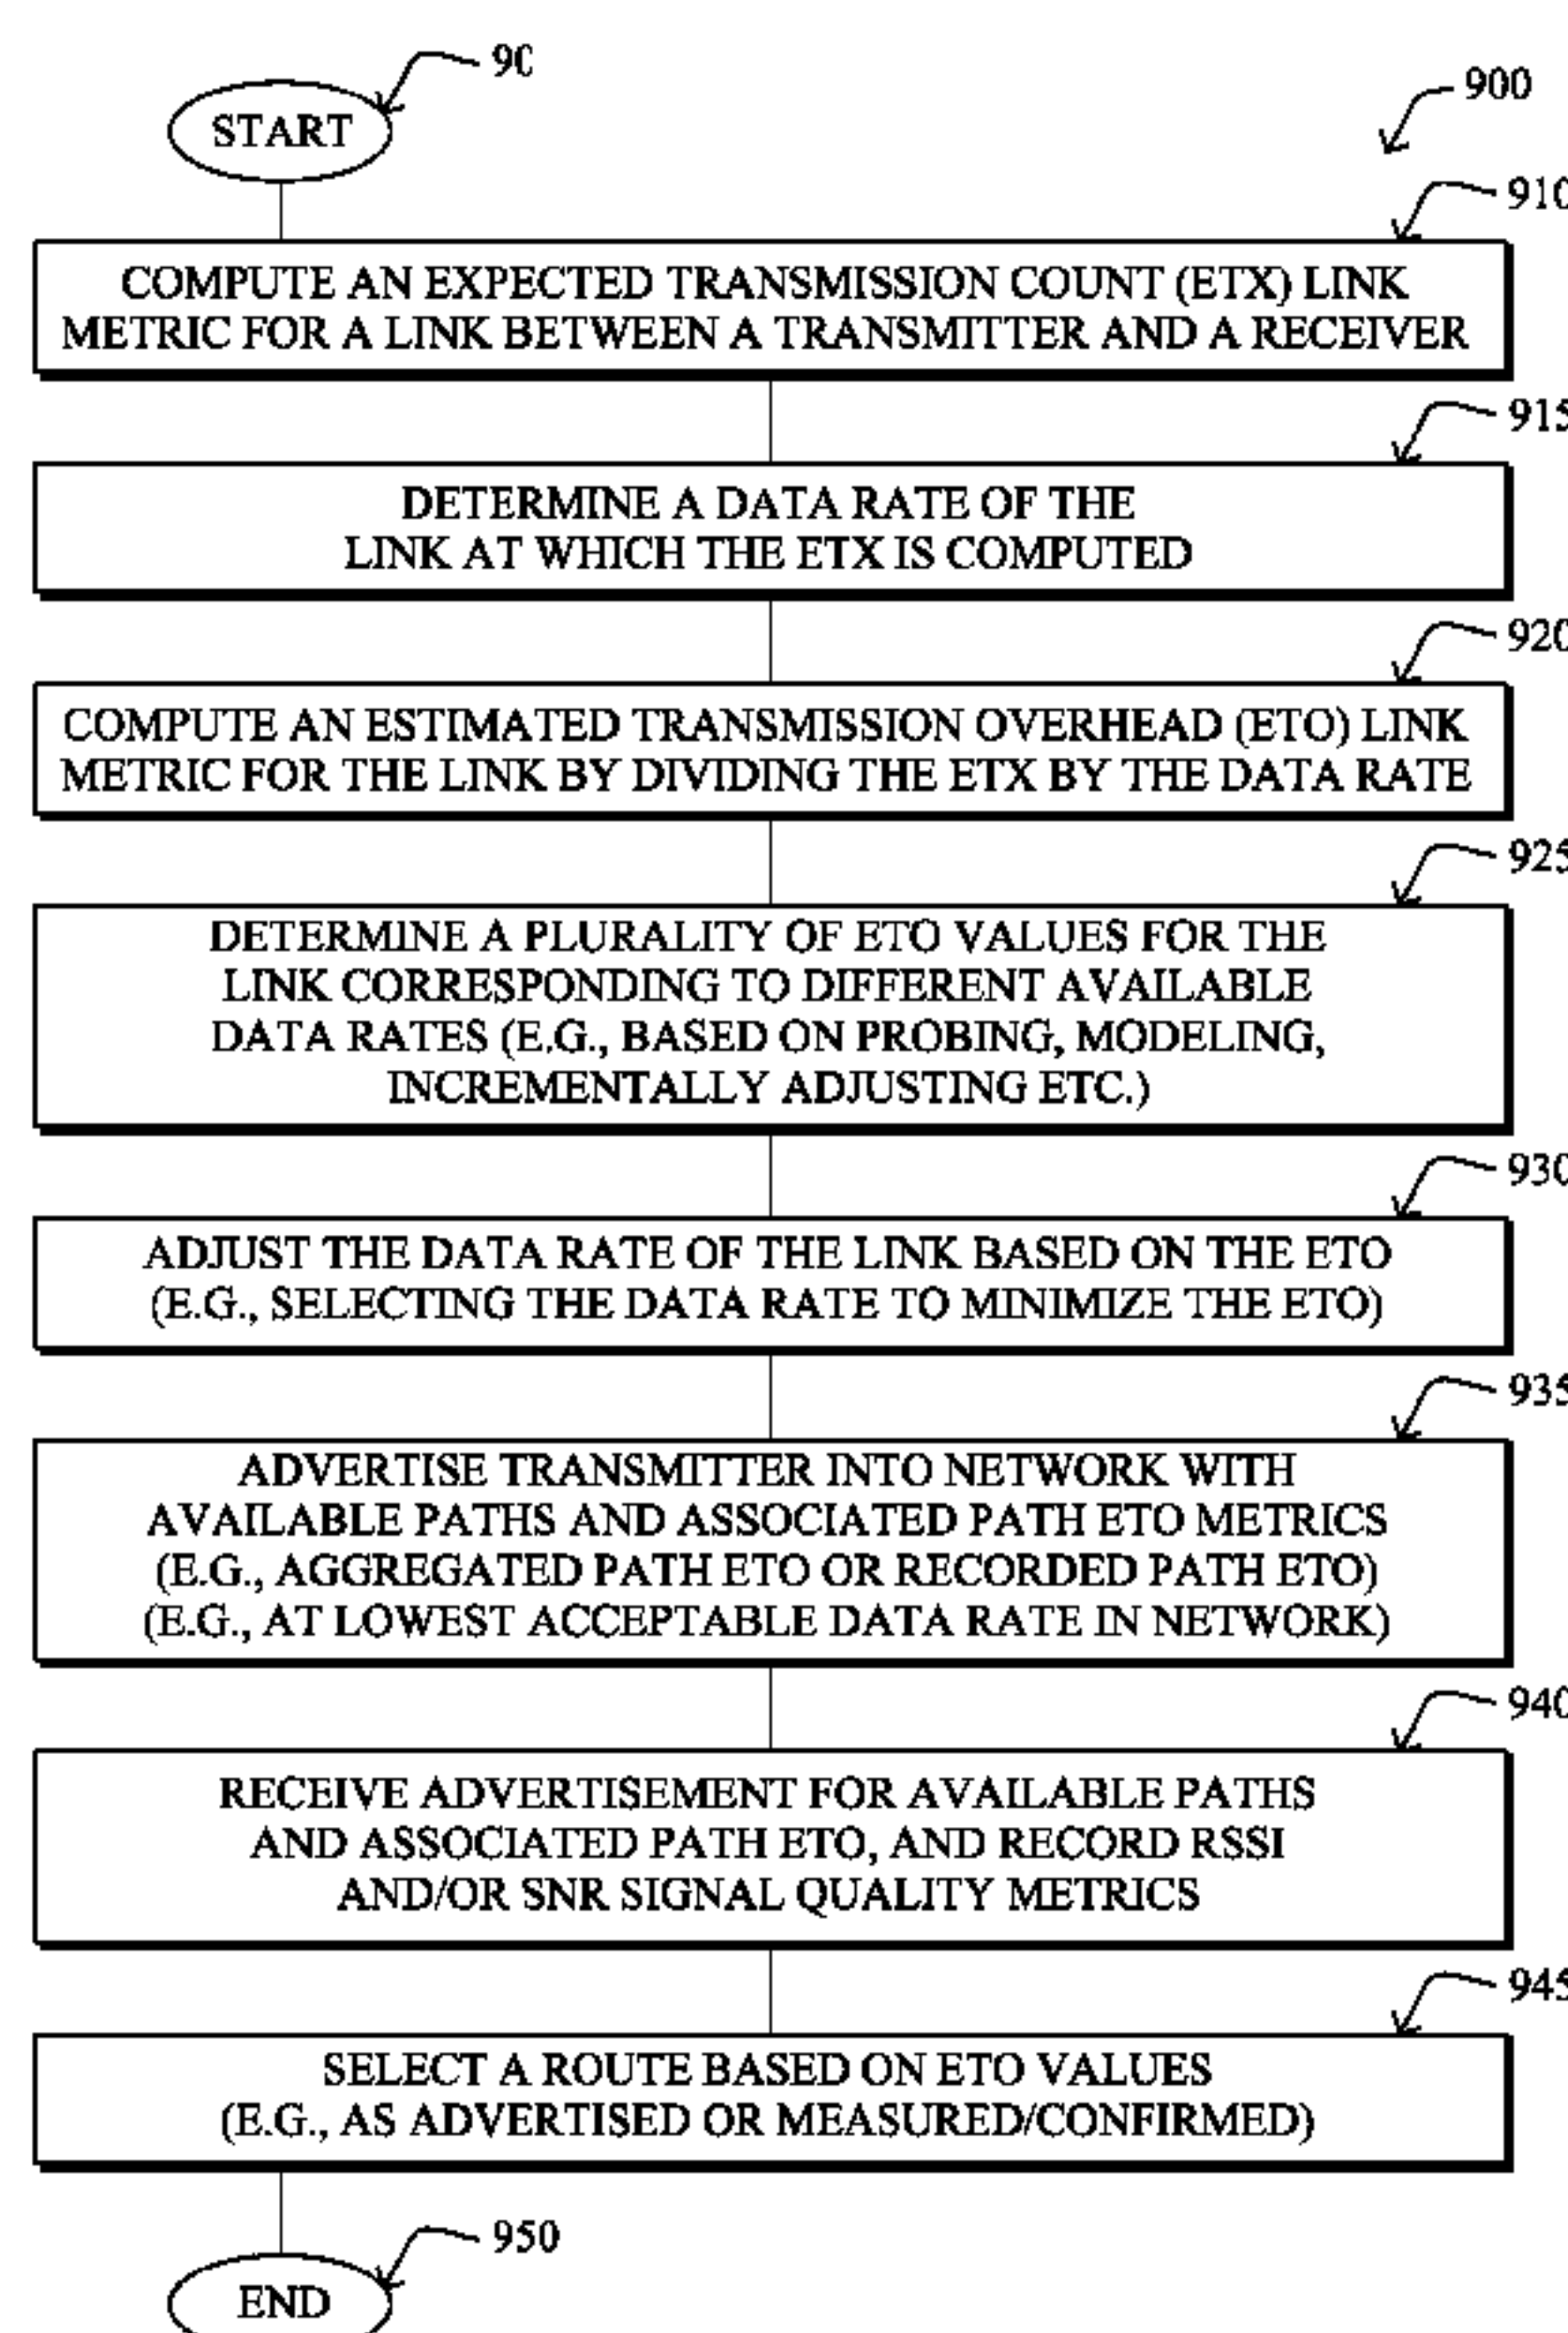 90
START
900
910
COMPUTE AN EXPECTED TRANSMISSION COUNT (ETX) LINK
METRIC FOR A LINK BETWEEN A TRANSMITTER AND A RECEIVER
915
DETERMINE A DATA RATE OF THE
LINK AT WHICH THE ETX IS COMPUTED
920
COMPUTE AN ESTIMATED TRANSMISSION OVERHEAD (ETO) LINK
METRIC FOR THE LINK BY DIVIDING THE ETX BY THE DATA RATE
925
DETERMINE A PLURALITY OF ETO VALUES FOR THE
LINK CORRESPONDING TO DIFFERENT AVAILABLE
DATA RATES (E.G., BASED ON PROBING, MODELING,
INCREMENTALLY ADJUSTING ETC.)
930
ADJUST THE DATA RATE OF THE LINK BASED ON THE ETO
(E.G., SELECTING THE DATA RATE TO MINIMIZE THE ETO)
935
ADVERTISE TRANSMITTER INTO NETWORK WITH
AVAILABLE PATHS AND ASSOCIATED PATH ETO METRICS
(E.G., AGGREGATED PATH ETO OR RECORDED PATH ETO)
(E.G., AT LOWEST ACCEPTABLE DATA RATE IN NETWORK)
940
RECEIVE ADVERTISEMENT FOR AVAILABLE PATHS
AND ASSOCIATED PATH ETO, AND RECORD RSSI
AND/OR SNR SIGNAL QUALITY METRICS
945
SELECT A ROUTE BASED ON ETO VALUES
(E.G., AS ADVERTISED OR MEASURED/CONFIRMED)
950
END